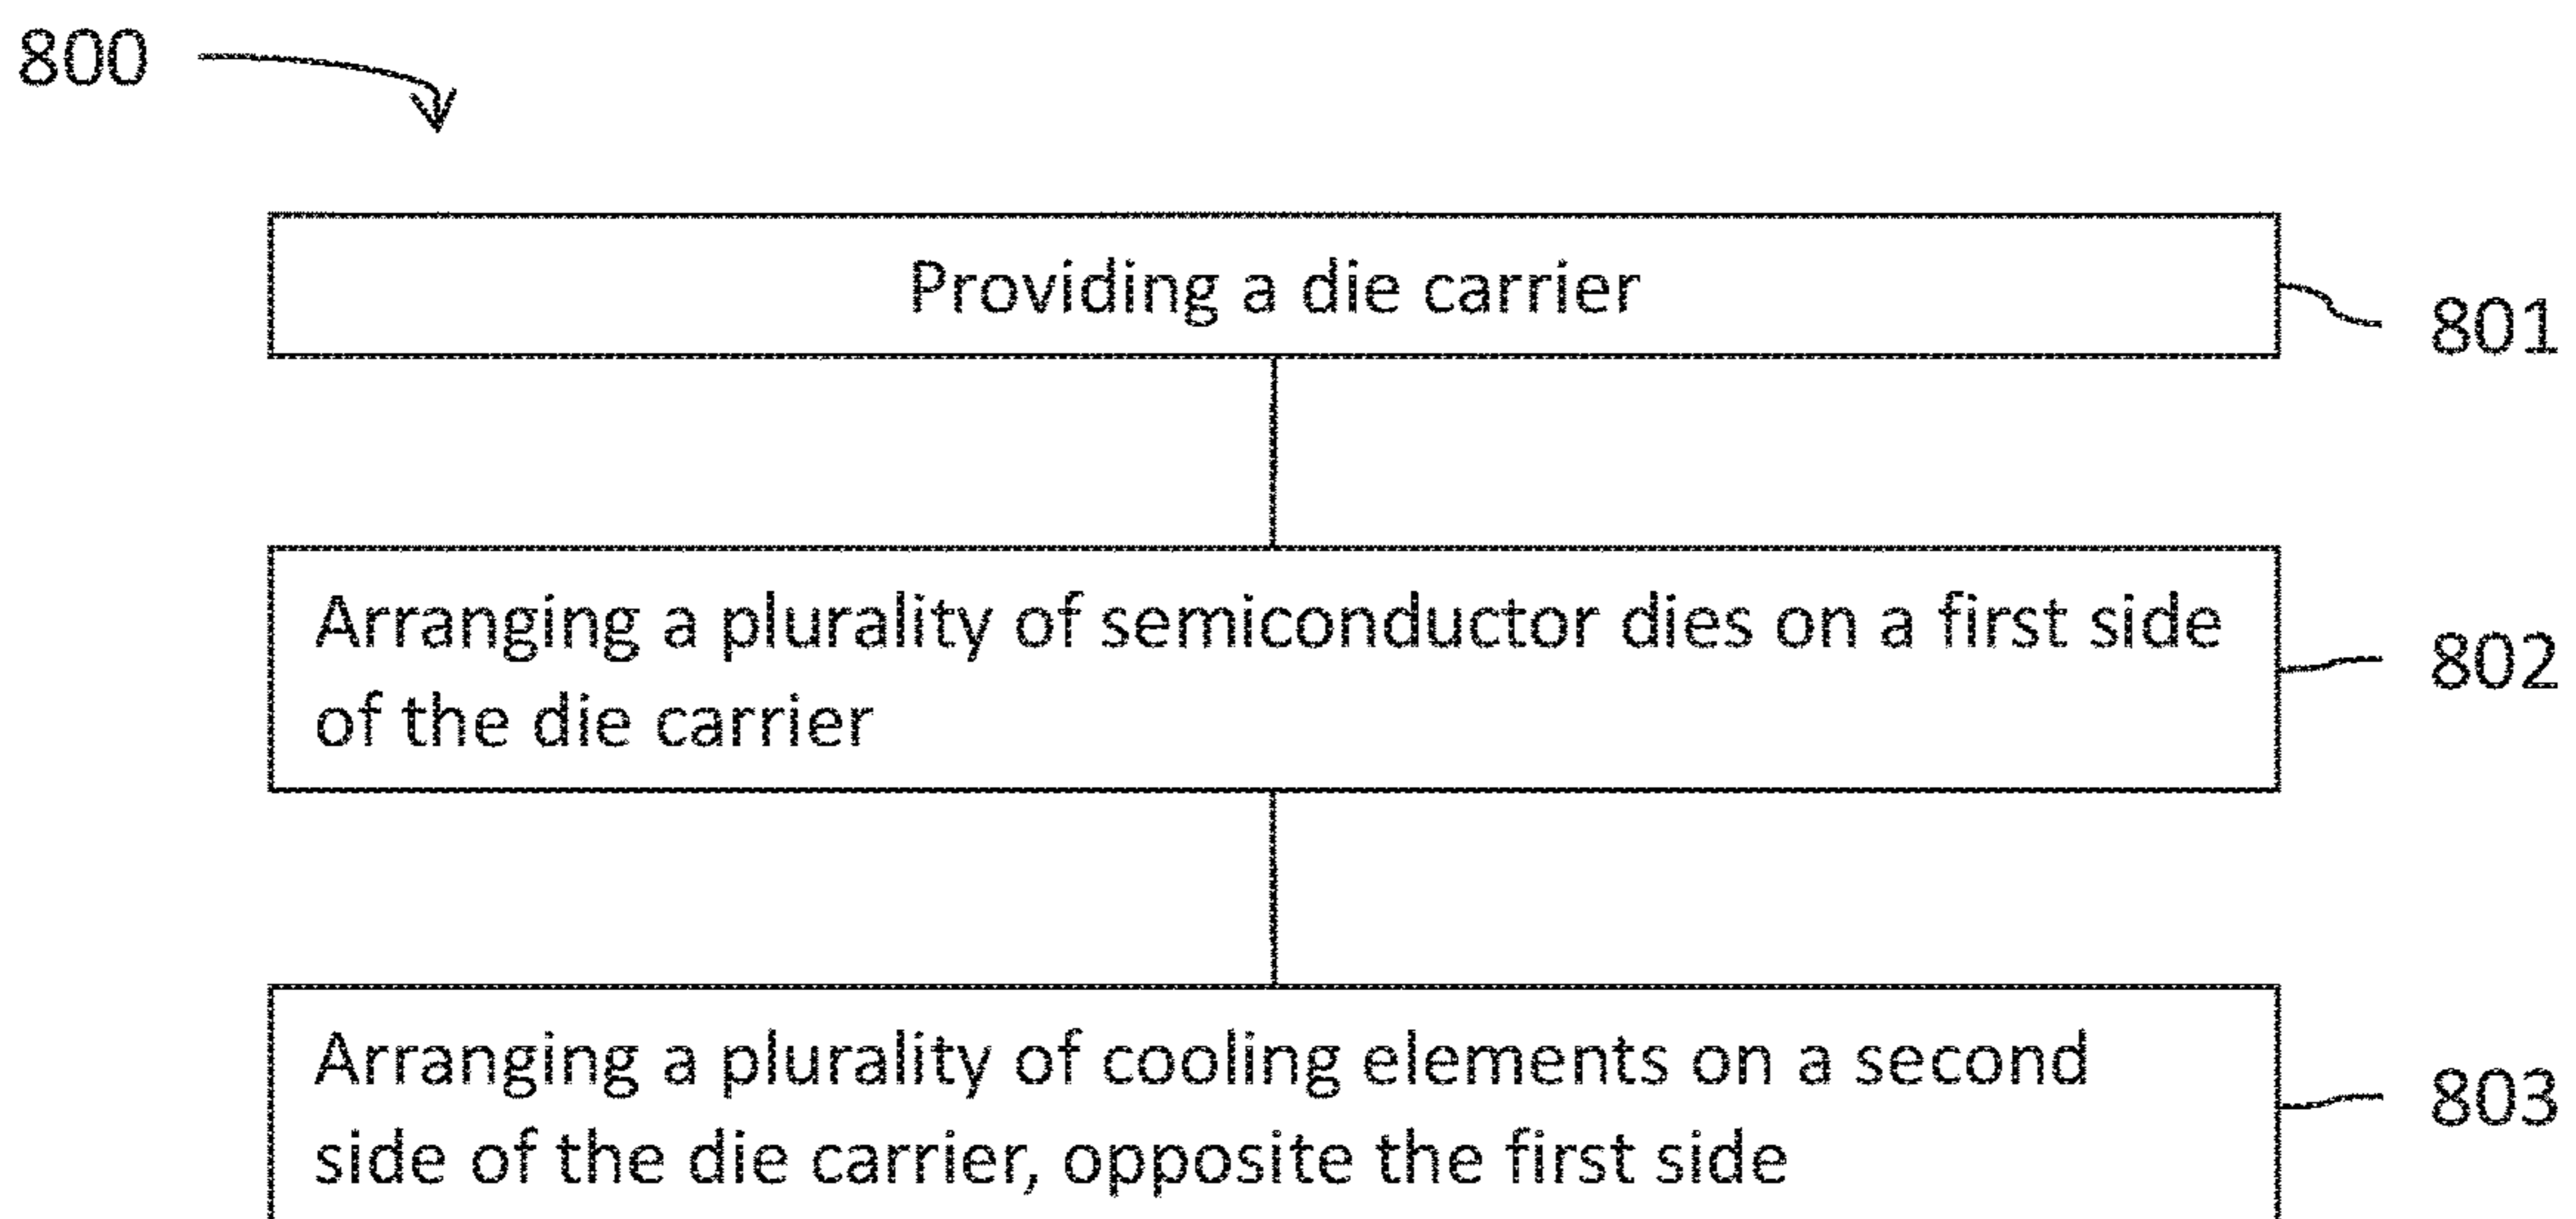 800
Providing a die carrier
801
Arranging a plurality of semiconductor dies on a first side
of the die carrier
802
Arranging a plurality of cooling elements on a second
side of the die carrier, opposite the first side
803